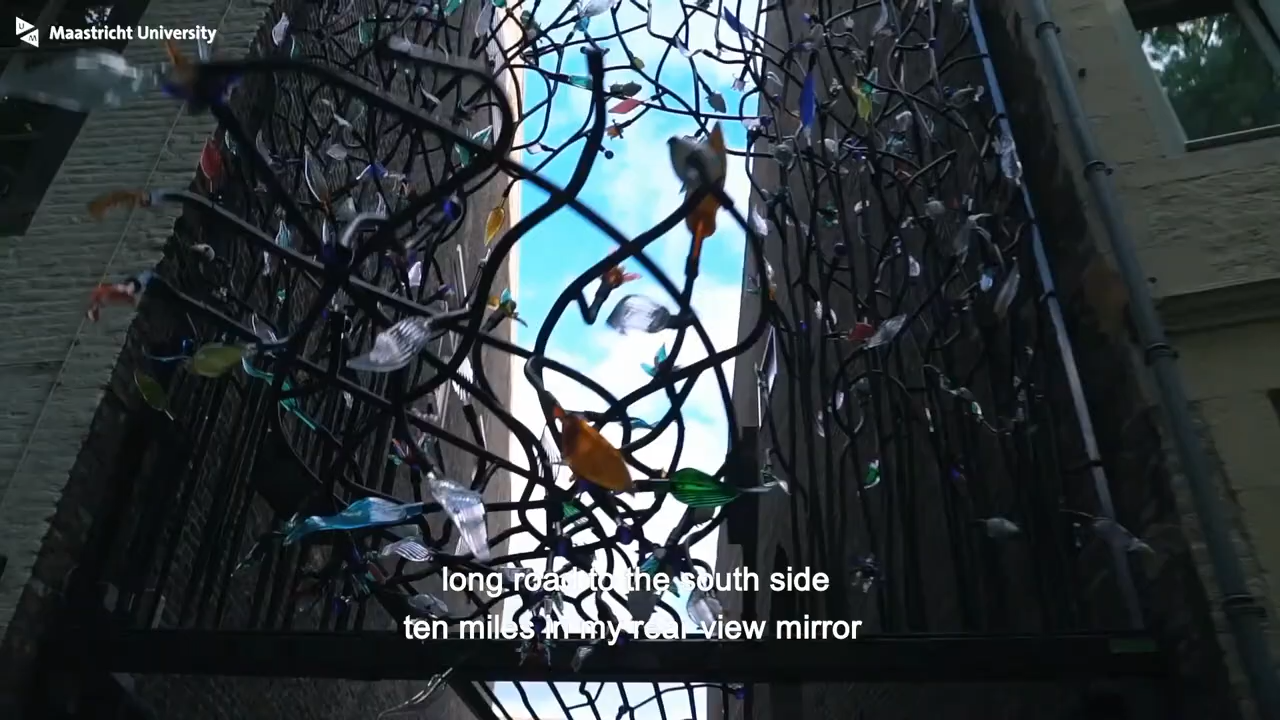 Maastricht University
long road to the south side
ten miles in my rear view mirror